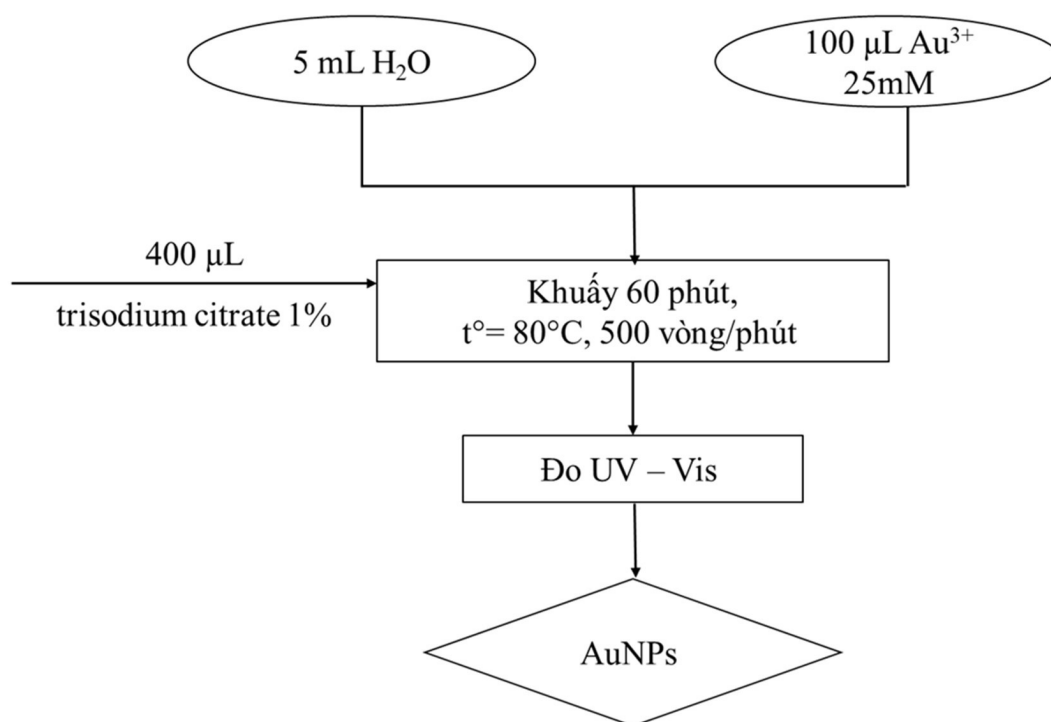 5 mL H₂O
100 μL Au³⁺
25mM
400 μL
trisodium citrate 1%
Khuấy 60 phút,
t°= 80°C, 500 vòng/phút
Đo UV – Vis
AuNPs